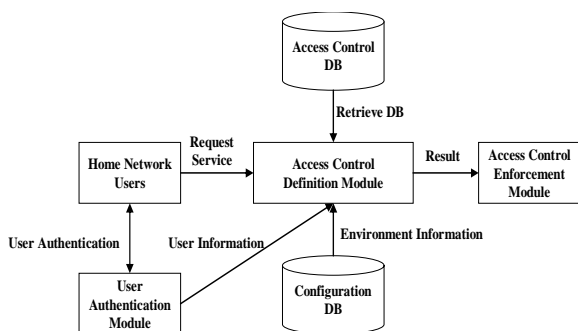 Access Control
DB
Retrieve DB
Request
Service
Home Network
Users
Access Control
Definition Module
Result
Access Control
Enforcement
Module
User Authentication
User Information
Environment Information
User
Authentication
Module
Configuration
DB